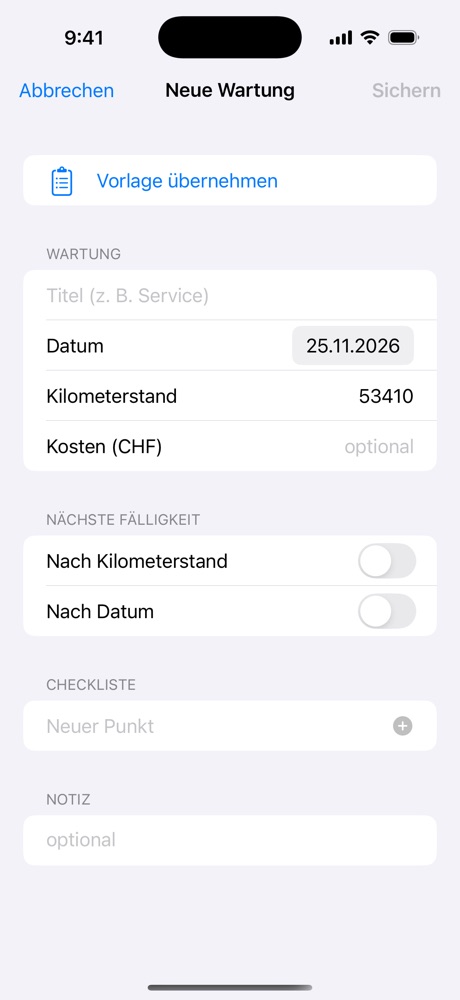 9:41
Abbrechen Neue Wartung Sichern
Vorlage übernehmen
WARTUNG
Titel (z. B. Service)
Datum 25.11.2026
Kilometerstand 53410
Kosten (CHF) optional
NÄCHSTE FÄLLIGKEIT
Nach Kilometerstand
Nach Datum
CHECKLISTE
Neuer Punkt
NOTIZ
optional